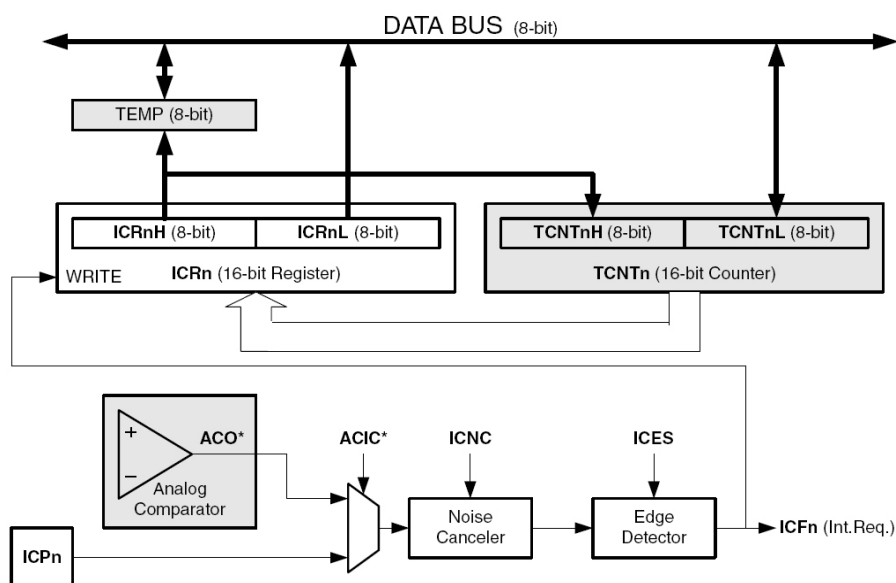 DATA BUS (8-bit)
TEMP (8-bit)
ICRnH (8-bit)
ICRnL (8-bit)
TCNTnH (8-bit)
TCNTnL (8-bit)
WRITE
ICRn (16-bit Register)
TCNTn (16-bit Counter)
+
−
ACO*
Analog
Comparator
ACIC*
ICNC
ICES
Noise
Canceler
Edge
Detector
ICFn (Int.Req.)
ICPn